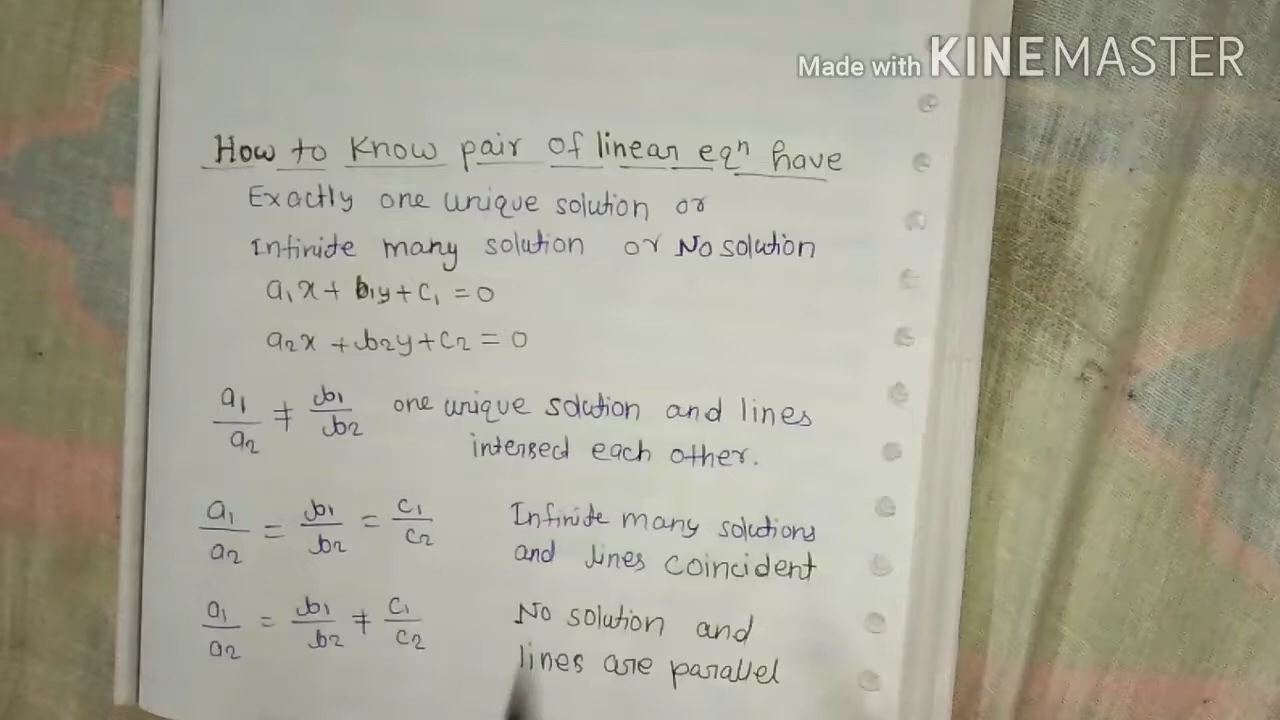 Made with KINEMASTER
How to Know pair of linear eqⁿ have
Exactly one unique solution or
Infinite many solution or No solution
a₁x + b₁y + c₁ = 0
a₂x + b₂y + c₂ = 0
a₁/a₂ ≠ b₁/b₂ one unique solution and lines
intersect each other.
a₁/a₂ = b₁/b₂ = c₁/c₂ Infinite many solutions
and lines coincident
a₁/a₂ = b₁/b₂ ≠ c₁/c₂ No solution and
lines are parallel